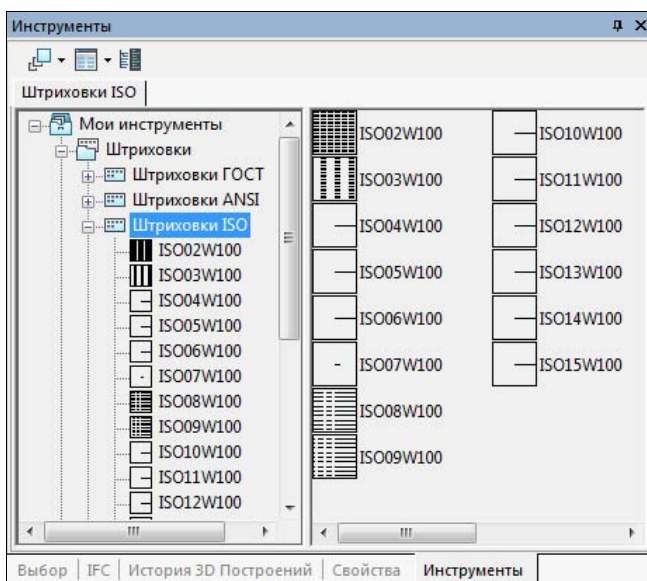 Инструменты
Штриховки ISO
Мои инструменты
Штриховки
Штриховки ГОСТ
Штриховки ANSI
Штриховки ISO
ISO02W100
ISO03W100
ISO04W100
ISO05W100
ISO06W100
ISO07W100
ISO08W100
ISO09W100
ISO10W100
ISO11W100
ISO12W100
ISO02W100
ISO03W100
ISO04W100
ISO05W100
ISO06W100
ISO07W100
ISO08W100
ISO09W100
ISO10W100
ISO11W100
ISO12W100
ISO13W100
ISO14W100
ISO15W100
Выбор IFC История 3D Построений Свойства Инструменты